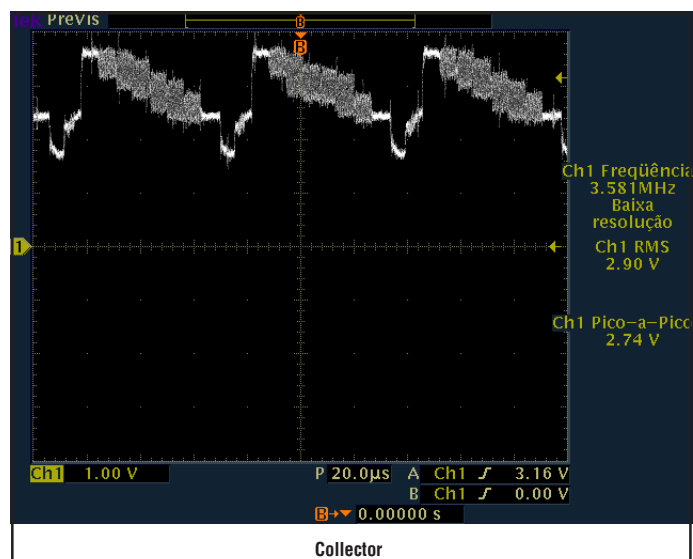 Tek PreVis
B
B
1
Ch1 Freqüência
3.581MHz
Baixa
resolução
Ch1 RMS
2.90 V
Ch1 Pico-a-Pico
2.74 V
Ch1 1.00 V P 20.0µs A Ch1 ƒ 3.16 V
B Ch1 ƒ 0.00 V
B→▼ 0.00000 s
Collector